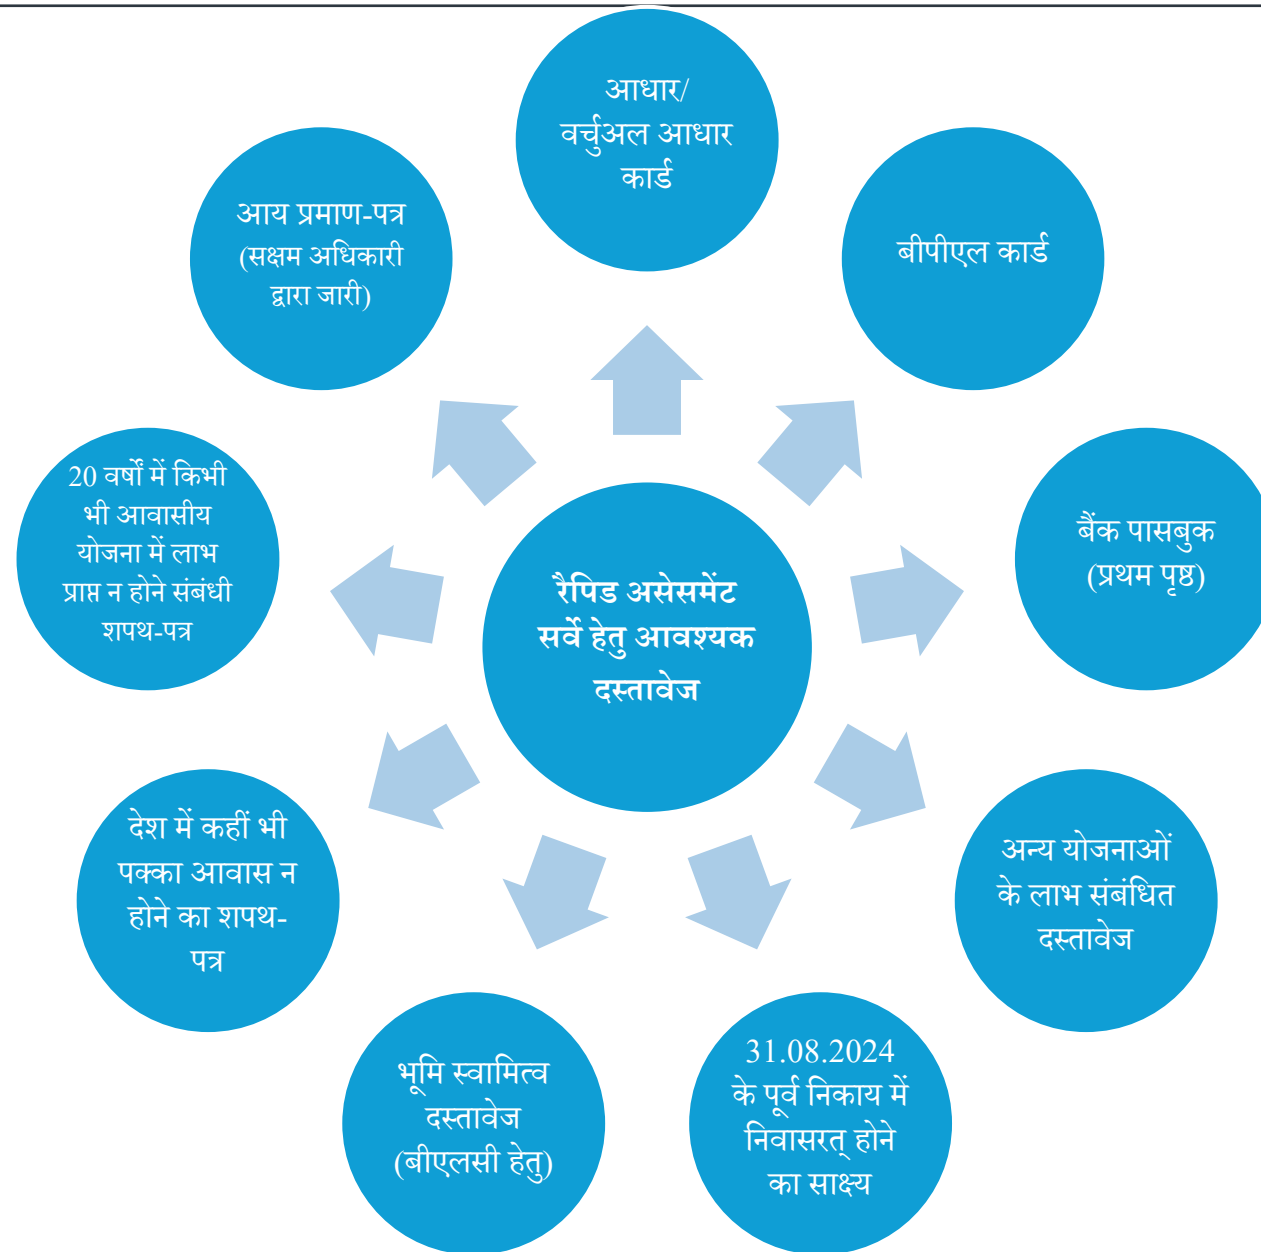 आधार/
वर्चुअल आधार
कार्ड
बीपीएल कार्ड
बैंक पासबुक
(प्रथम पृष्ठ)
अन्य योजनाओं
के लाभ संबंधित
दस्तावेज
31.08.2024
के पूर्व निकाय में
निवासरत् होने
का साक्ष्य
भूमि स्वामित्व
दस्तावेज
(बीएलसी हेतु)
देश में कहीं भी
पक्का आवास न
होने का शपथ-
पत्र
20 वर्षों में किभी
भी आवासीय
योजना में लाभ
प्राप्त न होने संबंधी
शपथ-पत्र
आय प्रमाण-पत्र
(सक्षम अधिकारी
द्वारा जारी)
रैपिड असेसमेंट
सर्वे हेतु आवश्यक
दस्तावेज